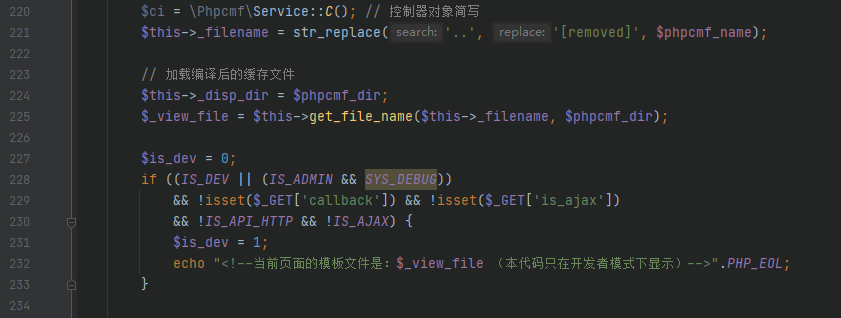 220 $ci = \Phpcmf\Service::C(); // 控制器对象简写
221 $this->_filename = str_replace( search: '..', replace: '[removed]', $phpcmf_name);
222
223 // 加载编译后的缓存文件
224 $this->_disp_dir = $phpcmf_dir;
225 $_view_file = $this->get_file_name($this->_filename, $phpcmf_dir);
226
227 $is_dev = 0;
228 if ((IS_DEV || (IS_ADMIN && SYS_DEBUG))
229 && !isset($_GET['callback']) && !isset($_GET['is_ajax'])
230 && !IS_API_HTTP && !IS_AJAX) {
231 $is_dev = 1;
232 echo "<!--当前页面的模板文件是：$_view_file （本代码只在开发者模式下显示）-->".PHP_EOL;
233 }
234